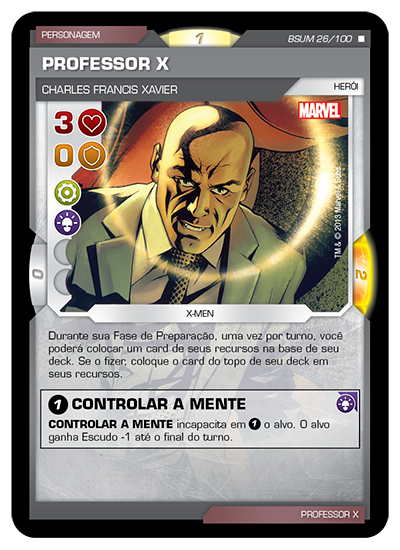 PERSONAGEM
1
BSUM 26/100
PROFESSOR X
CHARLES FRANCIS XAVIER
HERÓI
3
MARVEL
0
TM & © 2013 Marvel & Subs.
0
2
X-MEN
Durante sua Fase de Preparação, uma vez por turno, você
poderá colocar um card de seus recursos na base de seu
deck. Se o fizer, coloque o card do topo de seu deck em
seus recursos.
1 CONTROLAR A MENTE
CONTROLAR A MENTE incapacita em 1 o alvo. O alvo
ganha Escudo -1 até o final do turno.
PROFESSOR X